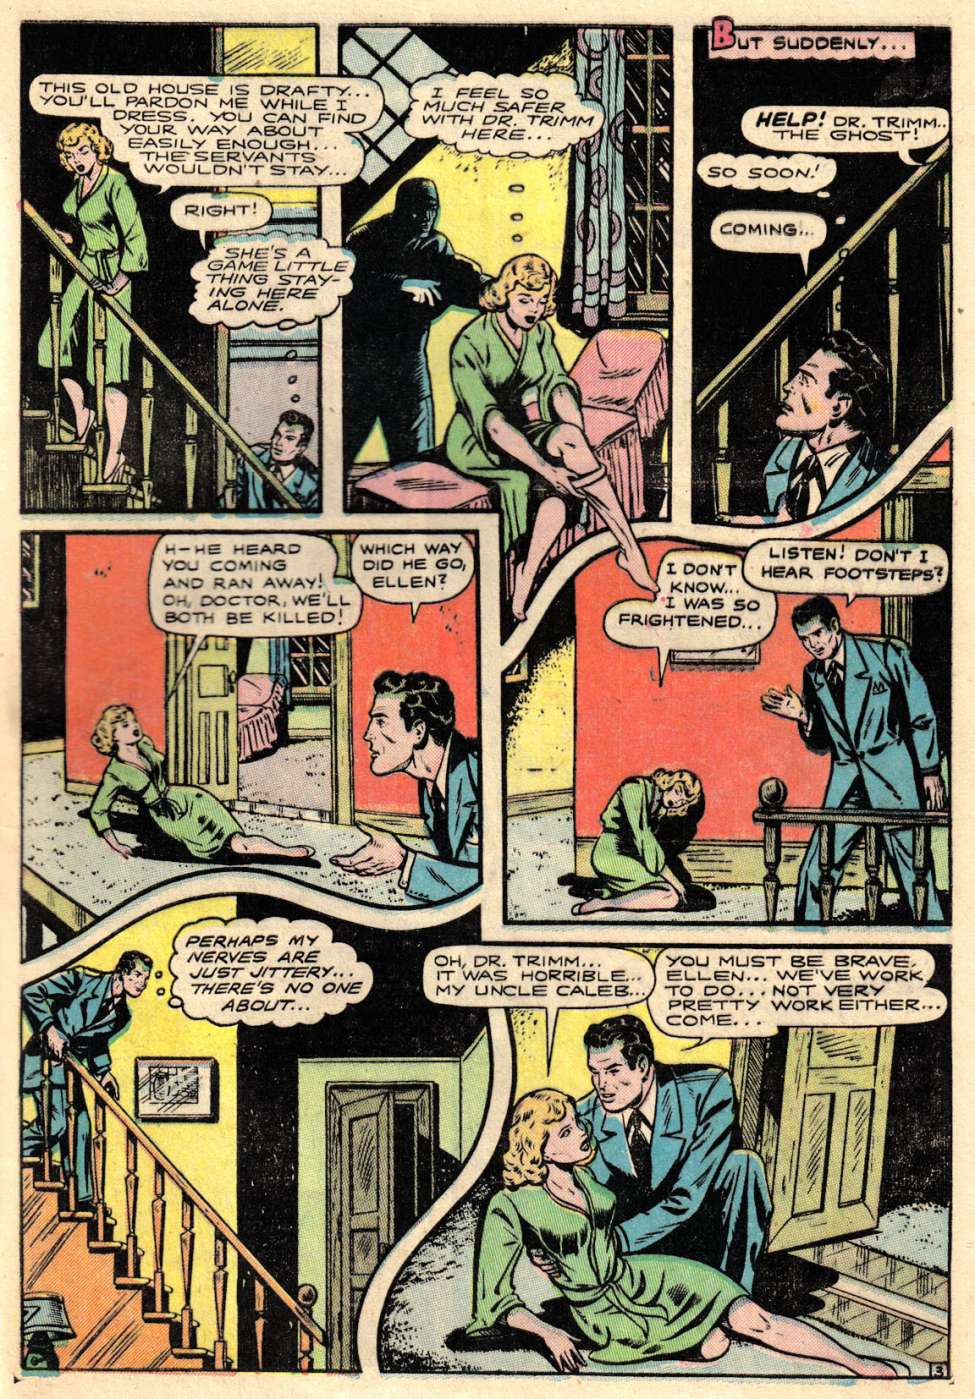 THIS OLD HOUSE IS DRAFTY...
YOU'LL PARDON ME WHILE I
DRESS. YOU CAN FIND
YOUR WAY ABOUT
EASILY ENOUGH...
THE SERVANTS
WOULDN'T STAY...
RIGHT!
SHE'S A
GAME LITTLE
THING STAY-
ING HERE
ALONE.
I FEEL SO
MUCH SAFER
WITH DR. TRIMM
HERE...
BUT SUDDENLY...
HELP! DR. TRIMM..
THE GHOST!
SO SOON!
COMING...
H-HE HEARD
YOU COMING
AND RAN AWAY!
OH, DOCTOR, WE'LL
BOTH BE KILLED!
WHICH WAY
DID HE GO,
ELLEN?
I DON'T
KNOW...
I WAS SO
FRIGHTENED...
LISTEN! DON'T I
HEAR FOOTSTEPS?
PERHAPS MY
NERVES ARE
JUST JITTERY...
THERE'S NO ONE
ABOUT...
OH, DR. TRIMM...
IT WAS HORRIBLE...
MY UNCLE CALEB...
YOU MUST BE BRAVE,
ELLEN... WE'VE WORK
TO DO... NOT VERY
PRETTY WORK EITHER...
COME...
3